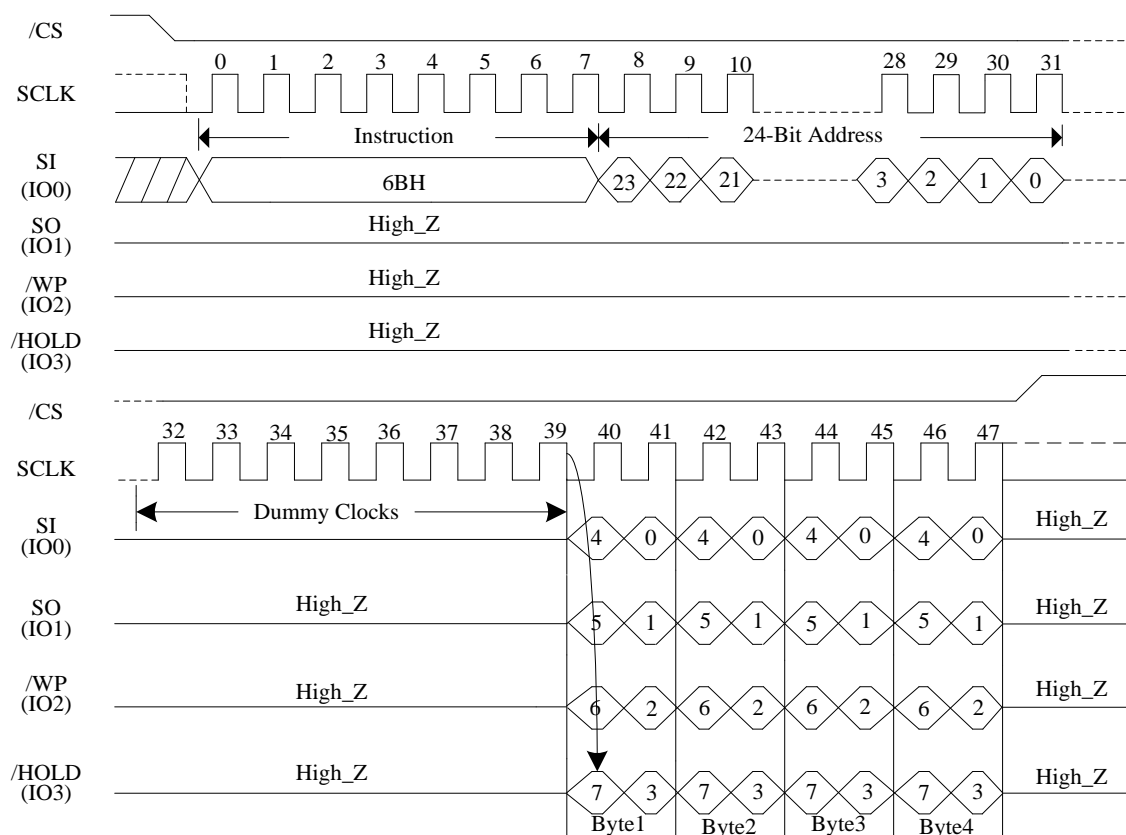 /CS
0 1 2 3 4 5 6 7 8 9 10 28 29 30 31
SCLK
Instruction 24-Bit Address
SI
(IO0)
6BH 23 22 21 3 2 1 0
SO
(IO1)
High_Z
/WP
(IO2)
High_Z
/HOLD
(IO3)
High_Z
/CS
32 33 34 35 36 37 38 39 40 41 42 43 44 45 46 47
SCLK
Dummy Clocks
SI
(IO0)
4 0 4 0 4 0 4 0 High_Z
SO
(IO1)
High_Z 5 1 5 1 5 1 5 1 High_Z
/WP
(IO2)
High_Z 6 2 6 2 6 2 6 2 High_Z
/HOLD
(IO3)
High_Z 7 3 7 3 7 3 7 3 High_Z
Byte1 Byte2 Byte3 Byte4